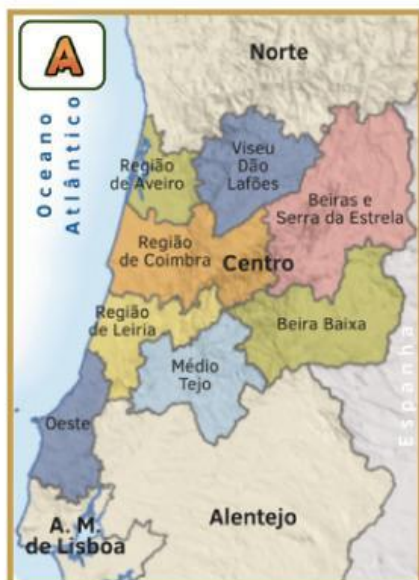 A
Norte
Oceano
Atlântico
Região
de Aveiro
Viseu
Dão
Lafões
Beiras e
Serra da Estrela
Região
de Coimbra
Centro
Região
de Leiria
Beira Baixa
Médio
Tejo
Oeste
Espanha
A. M.
de Lisboa
Alentejo